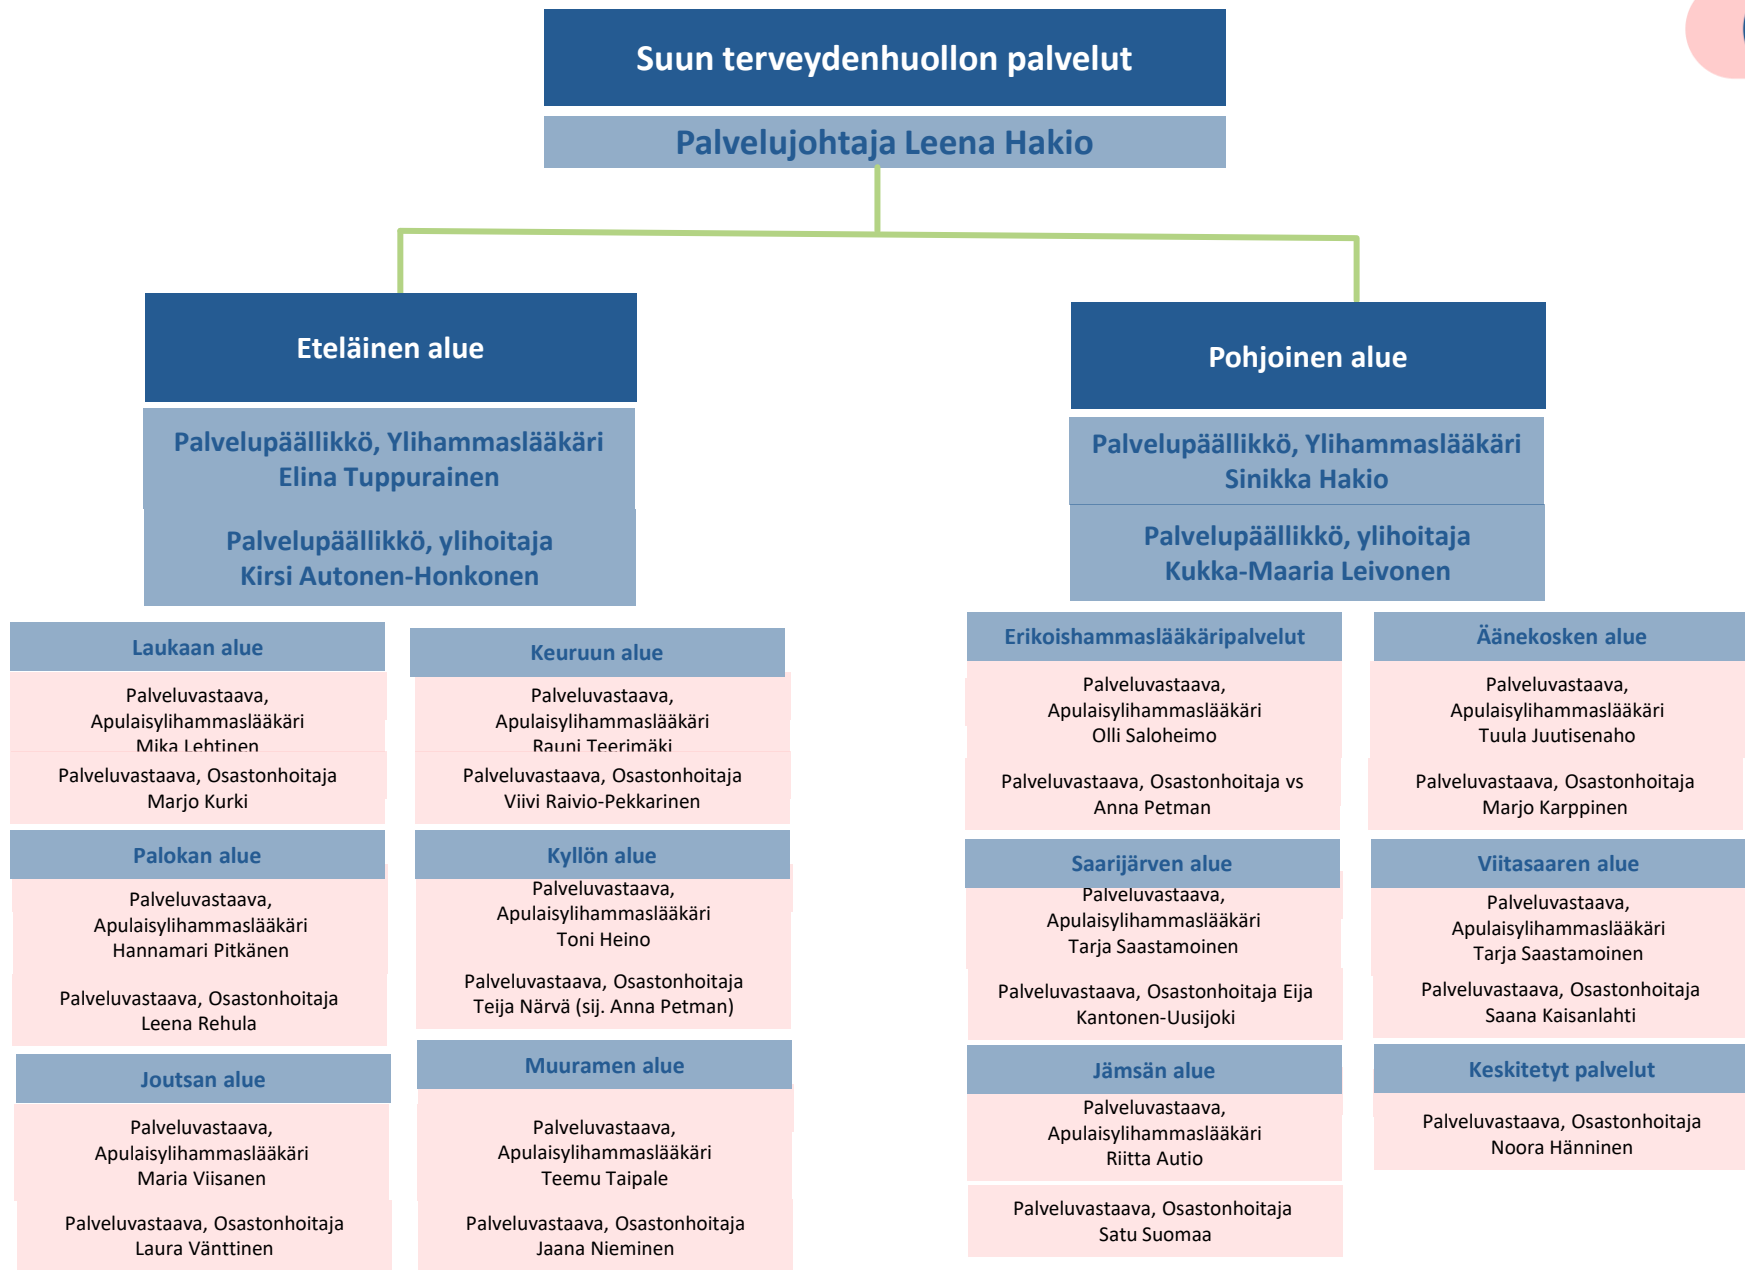 Suun terveydenhuollon palvelut
Palvelujohtaja Leena Hakio
Eteläinen alue
Palvelupäällikkö, Ylihammaslääkäri
Elina Tuppurainen
Palvelupäällikkö, ylihoitaja
Kirsi Autonen-Honkonen
Laukaan alue
Palveluvastaava,
Apulaisylihammaslääkäri
Mika Lehtinen
Palveluvastaava, Osastonhoitaja
Marjo Kurki
Keuruun alue
Palveluvastaava,
Apulaisylihammaslääkäri
Rauni Teerimäki
Palveluvastaava, Osastonhoitaja
Viivi Raivio-Pekkarinen
Palokan alue
Palveluvastaava,
Apulaisylihammaslääkäri
Hannamari Pitkänen
Palveluvastaava, Osastonhoitaja
Leena Rehula
Kyllön alue
Palveluvastaava,
Apulaisylihammaslääkäri
Toni Heino
Palveluvastaava, Osastonhoitaja
Teija Närvä (sij. Anna Petman)
Joutsan alue
Palveluvastaava,
Apulaisylihammaslääkäri
Maria Viisanen
Palveluvastaava, Osastonhoitaja
Laura Vänttinen
Muuramen alue
Palveluvastaava,
Apulaisylihammaslääkäri
Teemu Taipale
Palveluvastaava, Osastonhoitaja
Jaana Nieminen
Pohjoinen alue
Palvelupäällikkö, Ylihammaslääkäri
Sinikka Hakio
Palvelupäällikkö, ylihoitaja
Kukka-Maaria Leivonen
Erikoishammaslääkäripalvelut
Palveluvastaava,
Apulaisylihammaslääkäri
Olli Saloheimo
Palveluvastaava, Osastonhoitaja vs
Anna Petman
Äänekosken alue
Palveluvastaava,
Apulaisylihammaslääkäri
Tuula Juutisenaho
Palveluvastaava, Osastonhoitaja
Marjo Karppinen
Saarijärven alue
Palveluvastaava,
Apulaisylihammaslääkäri
Tarja Saastamoinen
Palveluvastaava, Osastonhoitaja Eija
Kantonen-Uusijoki
Viitasaaren alue
Palveluvastaava,
Apulaisylihammaslääkäri
Tarja Saastamoinen
Palveluvastaava, Osastonhoitaja
Saana Kaisanlahti
Jämsän alue
Palveluvastaava,
Apulaisylihammaslääkäri
Riitta Autio
Palveluvastaava, Osastonhoitaja
Satu Suomaa
Keskitetyt palvelut
Palveluvastaava, Osastonhoitaja
Noora Hänninen